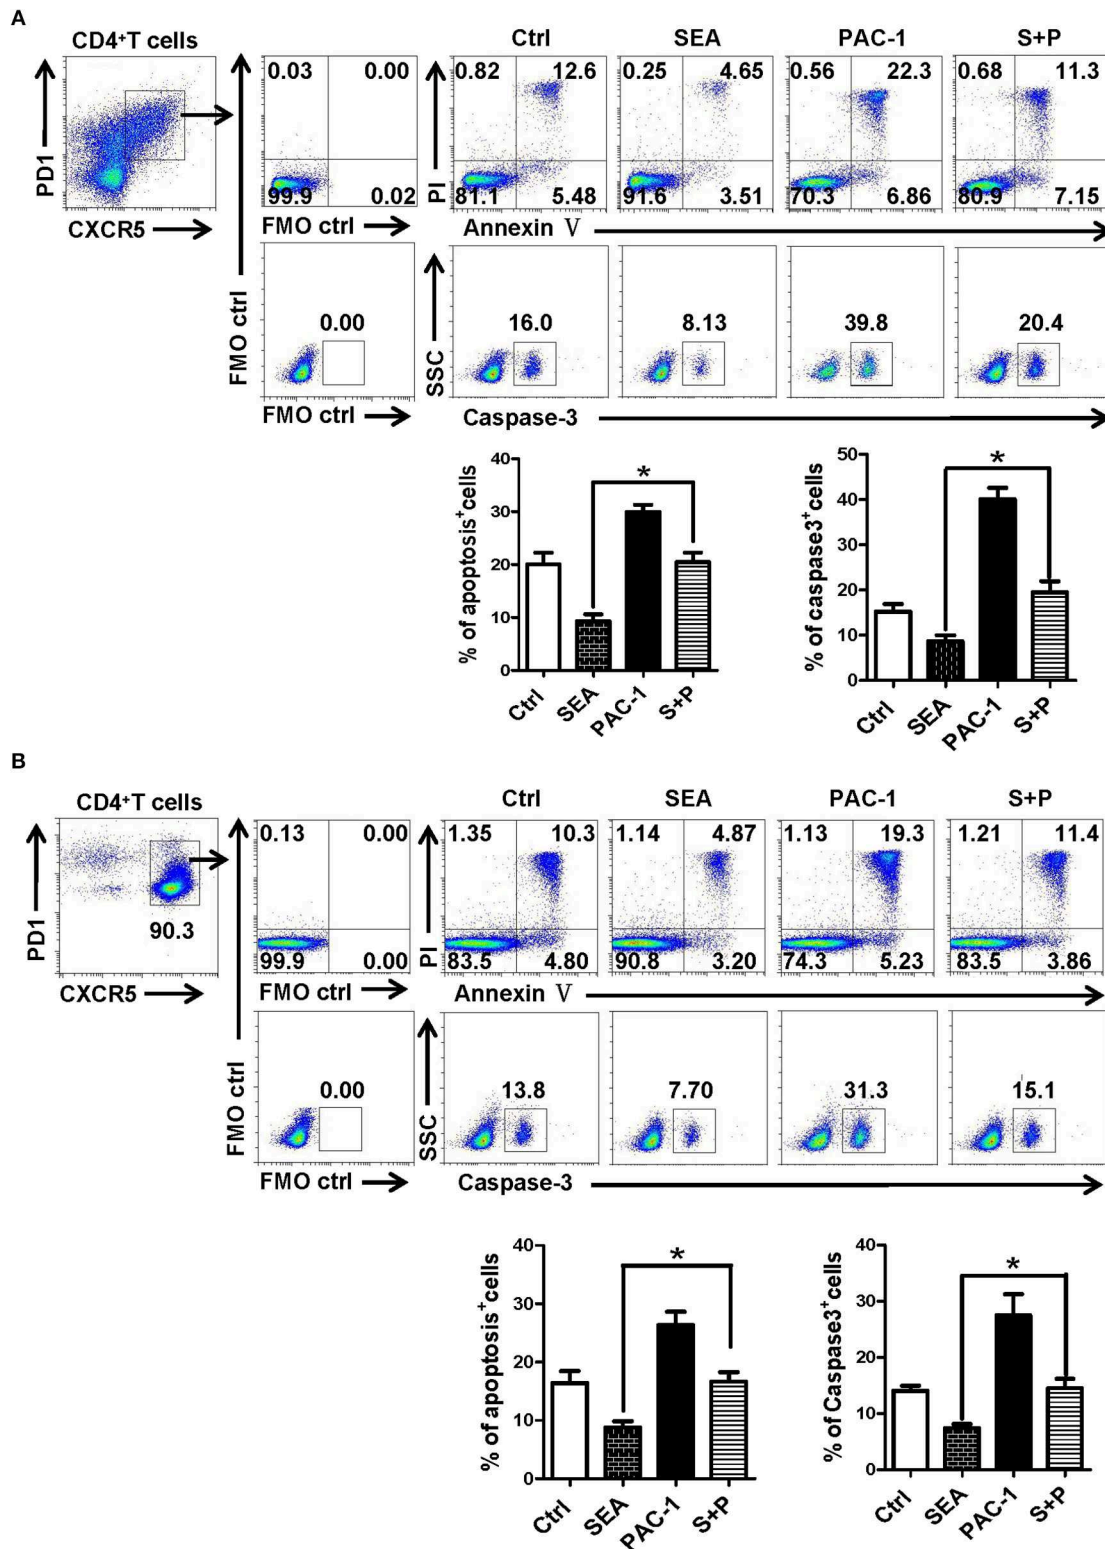 A
CD4+T cells
Ctrl SEA PAC-1 S+P
PD1
CXCR5
FMO ctrl
0.03 0.00
99.9 0.02
FMO ctrl
PI
0.82 12.6
81.1 5.48
0.25 4.65
91.6 3.51
0.56 22.3
70.3 6.86
0.68 11.3
80.9 7.15
Annexin V
0.00
FMO ctrl
SSC
16.0 8.13 39.8 20.4
Caspase-3
% of apoptosis+cells
40
30
20
10
0
*
Ctrl SEA PAC-1 S+P
% of caspase3+cells
50
40
30
20
10
0
*
Ctrl SEA PAC-1 S+P
B
CD4+T cells
Ctrl SEA PAC-1 S+P
PD1
90.3
CXCR5
FMO ctrl
0.13 0.00
99.9 0.00
FMO ctrl
PI
1.35 10.3
83.5 4.80
1.14 4.87
90.8 3.20
1.13 19.3
74.3 5.23
1.21 11.4
83.5 3.86
Annexin V
0.00
FMO ctrl
SSC
13.8 7.70 31.3 15.1
Caspase-3
% of apoptosis+cells
40
30
20
10
0
*
Ctrl SEA PAC-1 S+P
% of Caspase3+cells
40
30
20
10
0
*
Ctrl SEA PAC-1 S+P